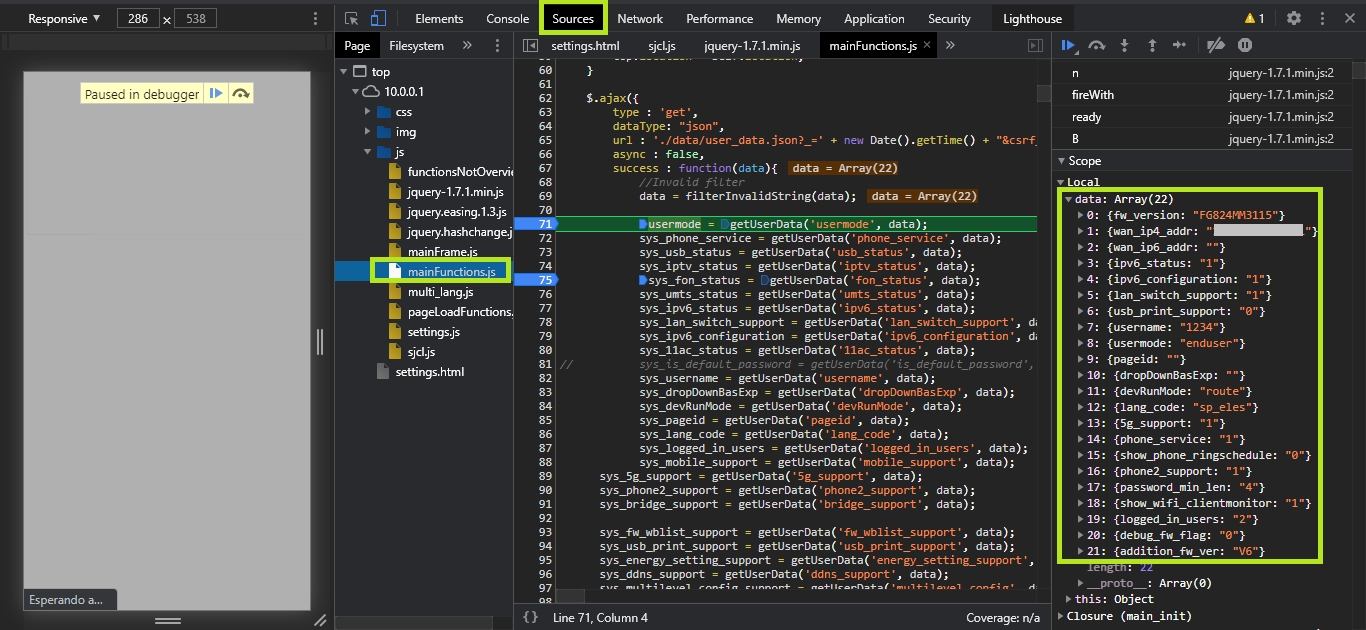 Responsive ▼ 286 × 538
Elements Console Sources Network Performance Memory Application Security Lighthouse 1
Page Filesystem »
settings.html sjcl.js jquery-1.7.1.min.js mainFunctions.js × »
Paused in debugger
Esperando a...
top
10.0.0.1
css
img
js
functionsNotOvervie
jquery-1.7.1.min.js
jquery.easing.1.3.js
jquery.hashchange.j
mainFrame.js
mainFunctions.js
multi_lang.js
pageLoadFunctions.
settings.js
sjcl.js
settings.html
60 }
61
62 $.ajax({
63 type : 'get',
64 dataType: "json",
65 url : './data/user_data.json?_=' + new Date().getTime() + "&csrf_
66 async : false,
67 success : function(data){ data = Array(22)
68 //Invalid filter
69 data = filterInvalidString(data); data = Array(22)
70
71 usermode = getUserData('usermode', data);
72 sys_phone_service = getUserData('phone_service', data);
73 sys_usb_status = getUserData('usb_status', data);
74 sys_iptv_status = getUserData('iptv_status', data);
75 sys_fon_status = getUserData('fon_status', data);
76 sys_umts_status = getUserData('umts_status', data);
77 sys_ipv6_status = getUserData('ipv6_status', data);
78 sys_lan_switch_support = getUserData('lan_switch_support', da
79 sys_ipv6_configuration = getUserData('ipv6_configuration', da
80 sys_11ac_status = getUserData('11ac_status', data);
81 // sys_is_default_password = getUserData('is_default_password',
82 sys_username = getUserData('username', data);
83 sys_dropDownBasExp = getUserData('dropDownBasExp', data);
84 sys_devRunMode = getUserData('devRunMode', data);
85 sys_pageid = getUserData('pageid', data);
86 sys_lang_code = getUserData('lang_code', data);
87 sys_logged_in_users = getUserData('logged_in_users', data);
88 sys_mobile_support = getUserData('mobile_support', data);
89 sys_5g_support = getUserData('5g_support', data);
90 sys_phone2_support = getUserData('phone2_support', data);
91 sys_bridge_support = getUserData('bridge_support', data);
92
93 sys_fw_wblist_support = getUserData('fw_wblist_support', data);
94 sys_usb_print_support = getUserData('usb_print_support', data);
95 sys_energy_setting_support = getUserData('energy_setting_support',
96 sys_ddns_support = getUserData('ddns_support', data);
97 sys_multilevel_config = getUserData('multilevel_config', data);
98
{} Line 71, Column 4 Coverage: n/a
n jquery-1.7.1.min.js:2
fireWith jquery-1.7.1.min.js:2
ready jquery-1.7.1.min.js:2
B jquery-1.7.1.min.js:2
Scope
Local
data: Array(22)
0: {fw_version: "FG824MM3115"}
1: {wan_ip4_addr: " "}
2: {wan_ip6_addr: ""}
3: {ipv6_status: "1"}
4: {ipv6_configuration: "1"}
5: {lan_switch_support: "1"}
6: {usb_print_support: "0"}
7: {username: "1234"}
8: {usermode: "enduser"}
9: {pageid: ""}
10: {dropDownBasExp: ""}
11: {devRunMode: "route"}
12: {lang_code: "sp_eles"}
13: {5g_support: "1"}
14: {phone_service: "1"}
15: {show_phone_ringschedule: "0"}
16: {phone2_support: "1"}
17: {password_min_len: "4"}
18: {show_wifi_clientmonitor: "1"}
19: {logged_in_users: "2"}
20: {debug_fw_flag: "0"}
21: {addition_fw_ver: "V6"}
length: 22
__proto__: Array(0)
this: Object
Closure (main_init)